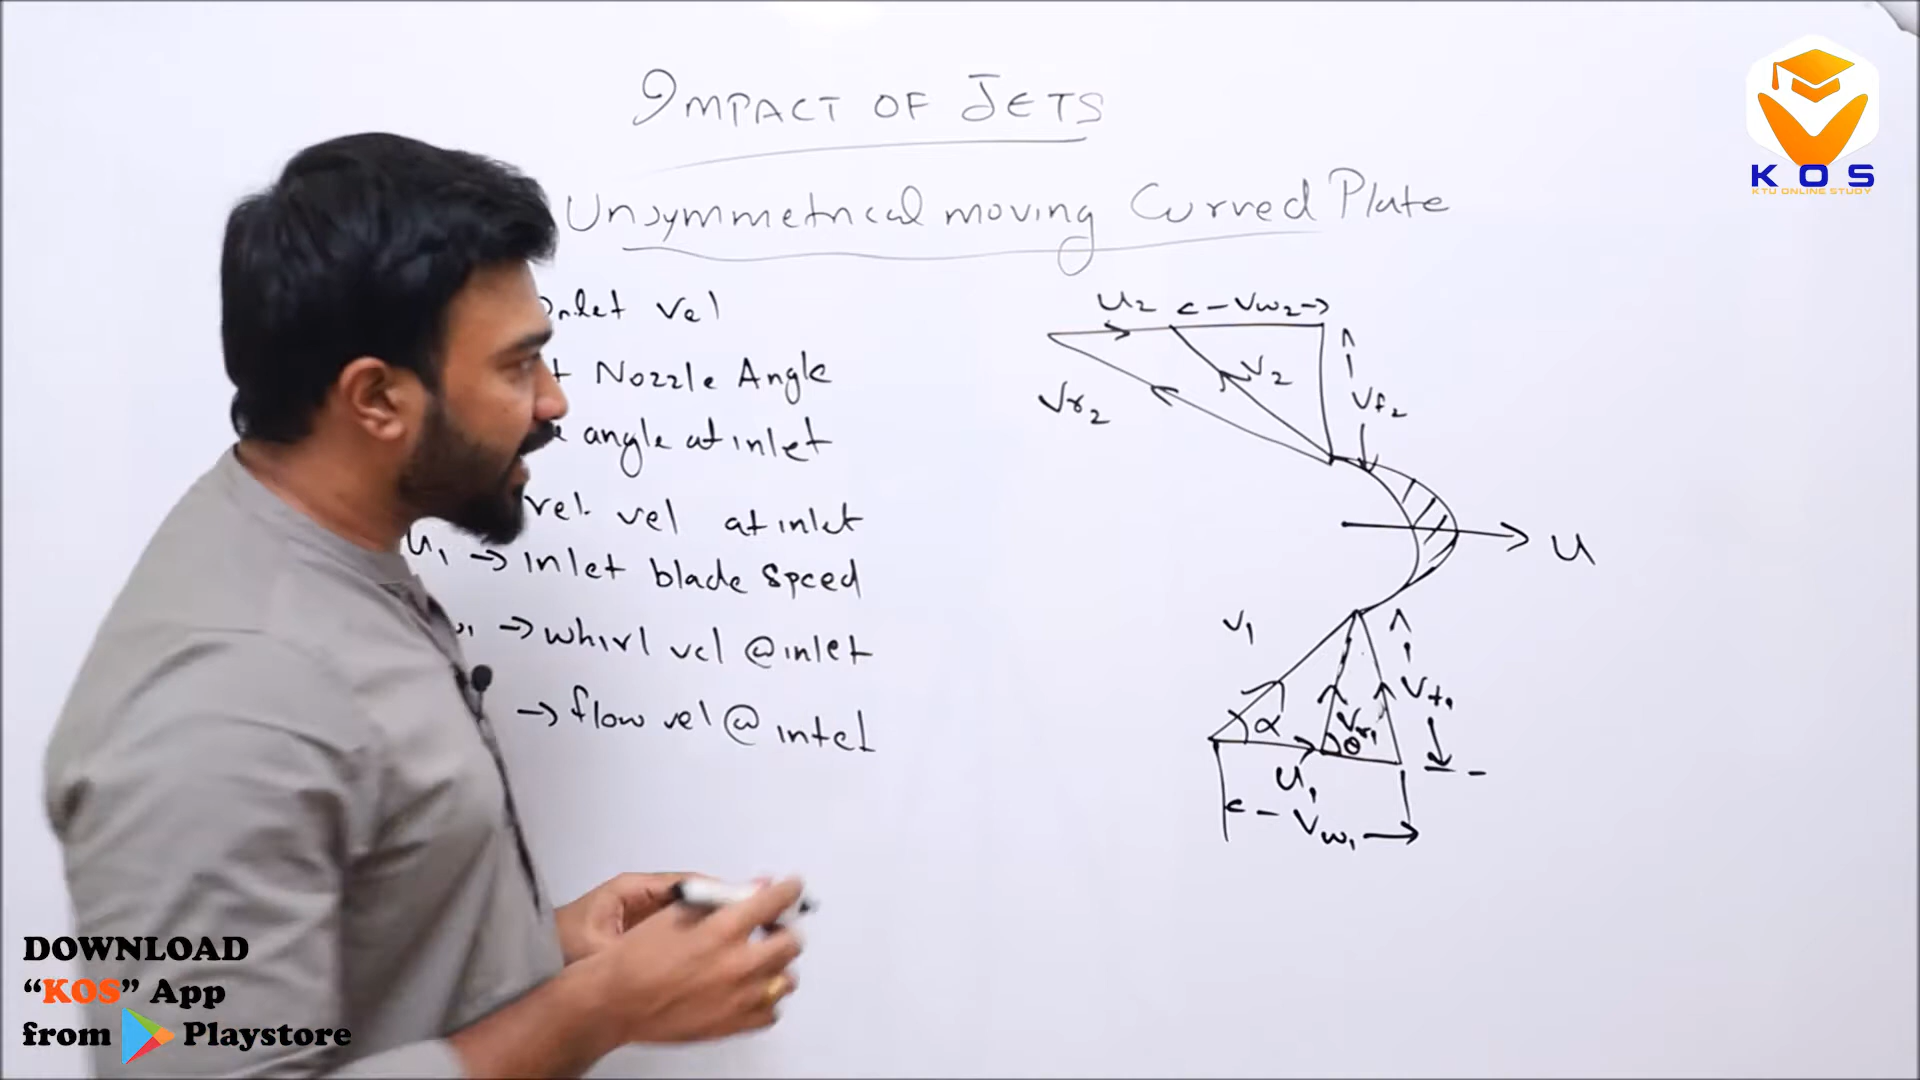 IMPACT OF JETS
Unsymmetrical moving Curved Plate
KOS
KTU ONLINE STUDY
Inlet Vel
Nozzle Angle
angle at inlet
rel. vel at inlet
u1 → inlet blade speed
→ whirl vel @inlet
→ flow vel @ intel
u2 ← - Vw2 →
V2
Vr2
Vf2
u
V1
α
Vr1
θ
Vf1
u1
← - Vw1 →
DOWNLOAD
“KOS” App
from Playstore